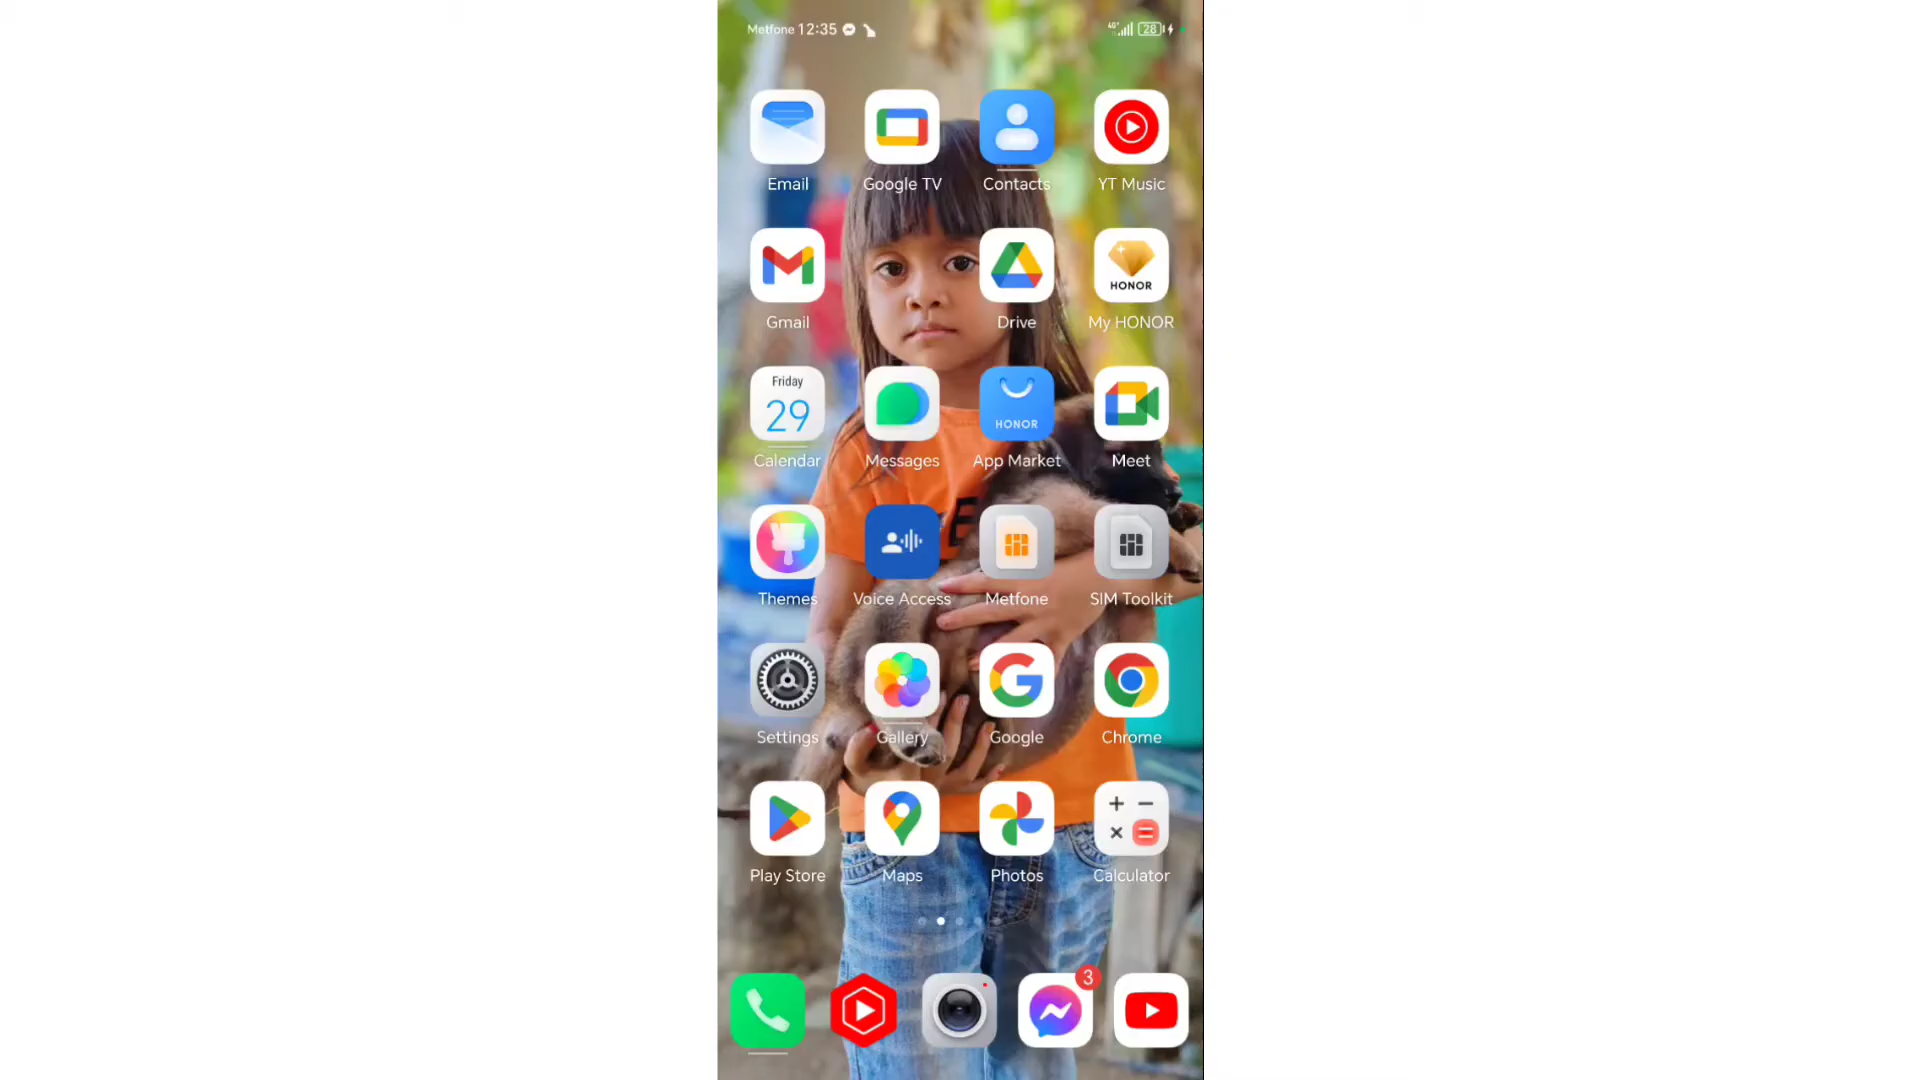 Metfone 12:35
4G+ 28
Email Google TV Contacts YT Music
HONOR
Gmail Drive My HONOR
Friday
29
HONOR
Calendar Messages App Market Meet
Themes Voice Access Metfone SIM Toolkit
Settings Gallery Google Chrome
Play Store Maps Photos Calculator
3